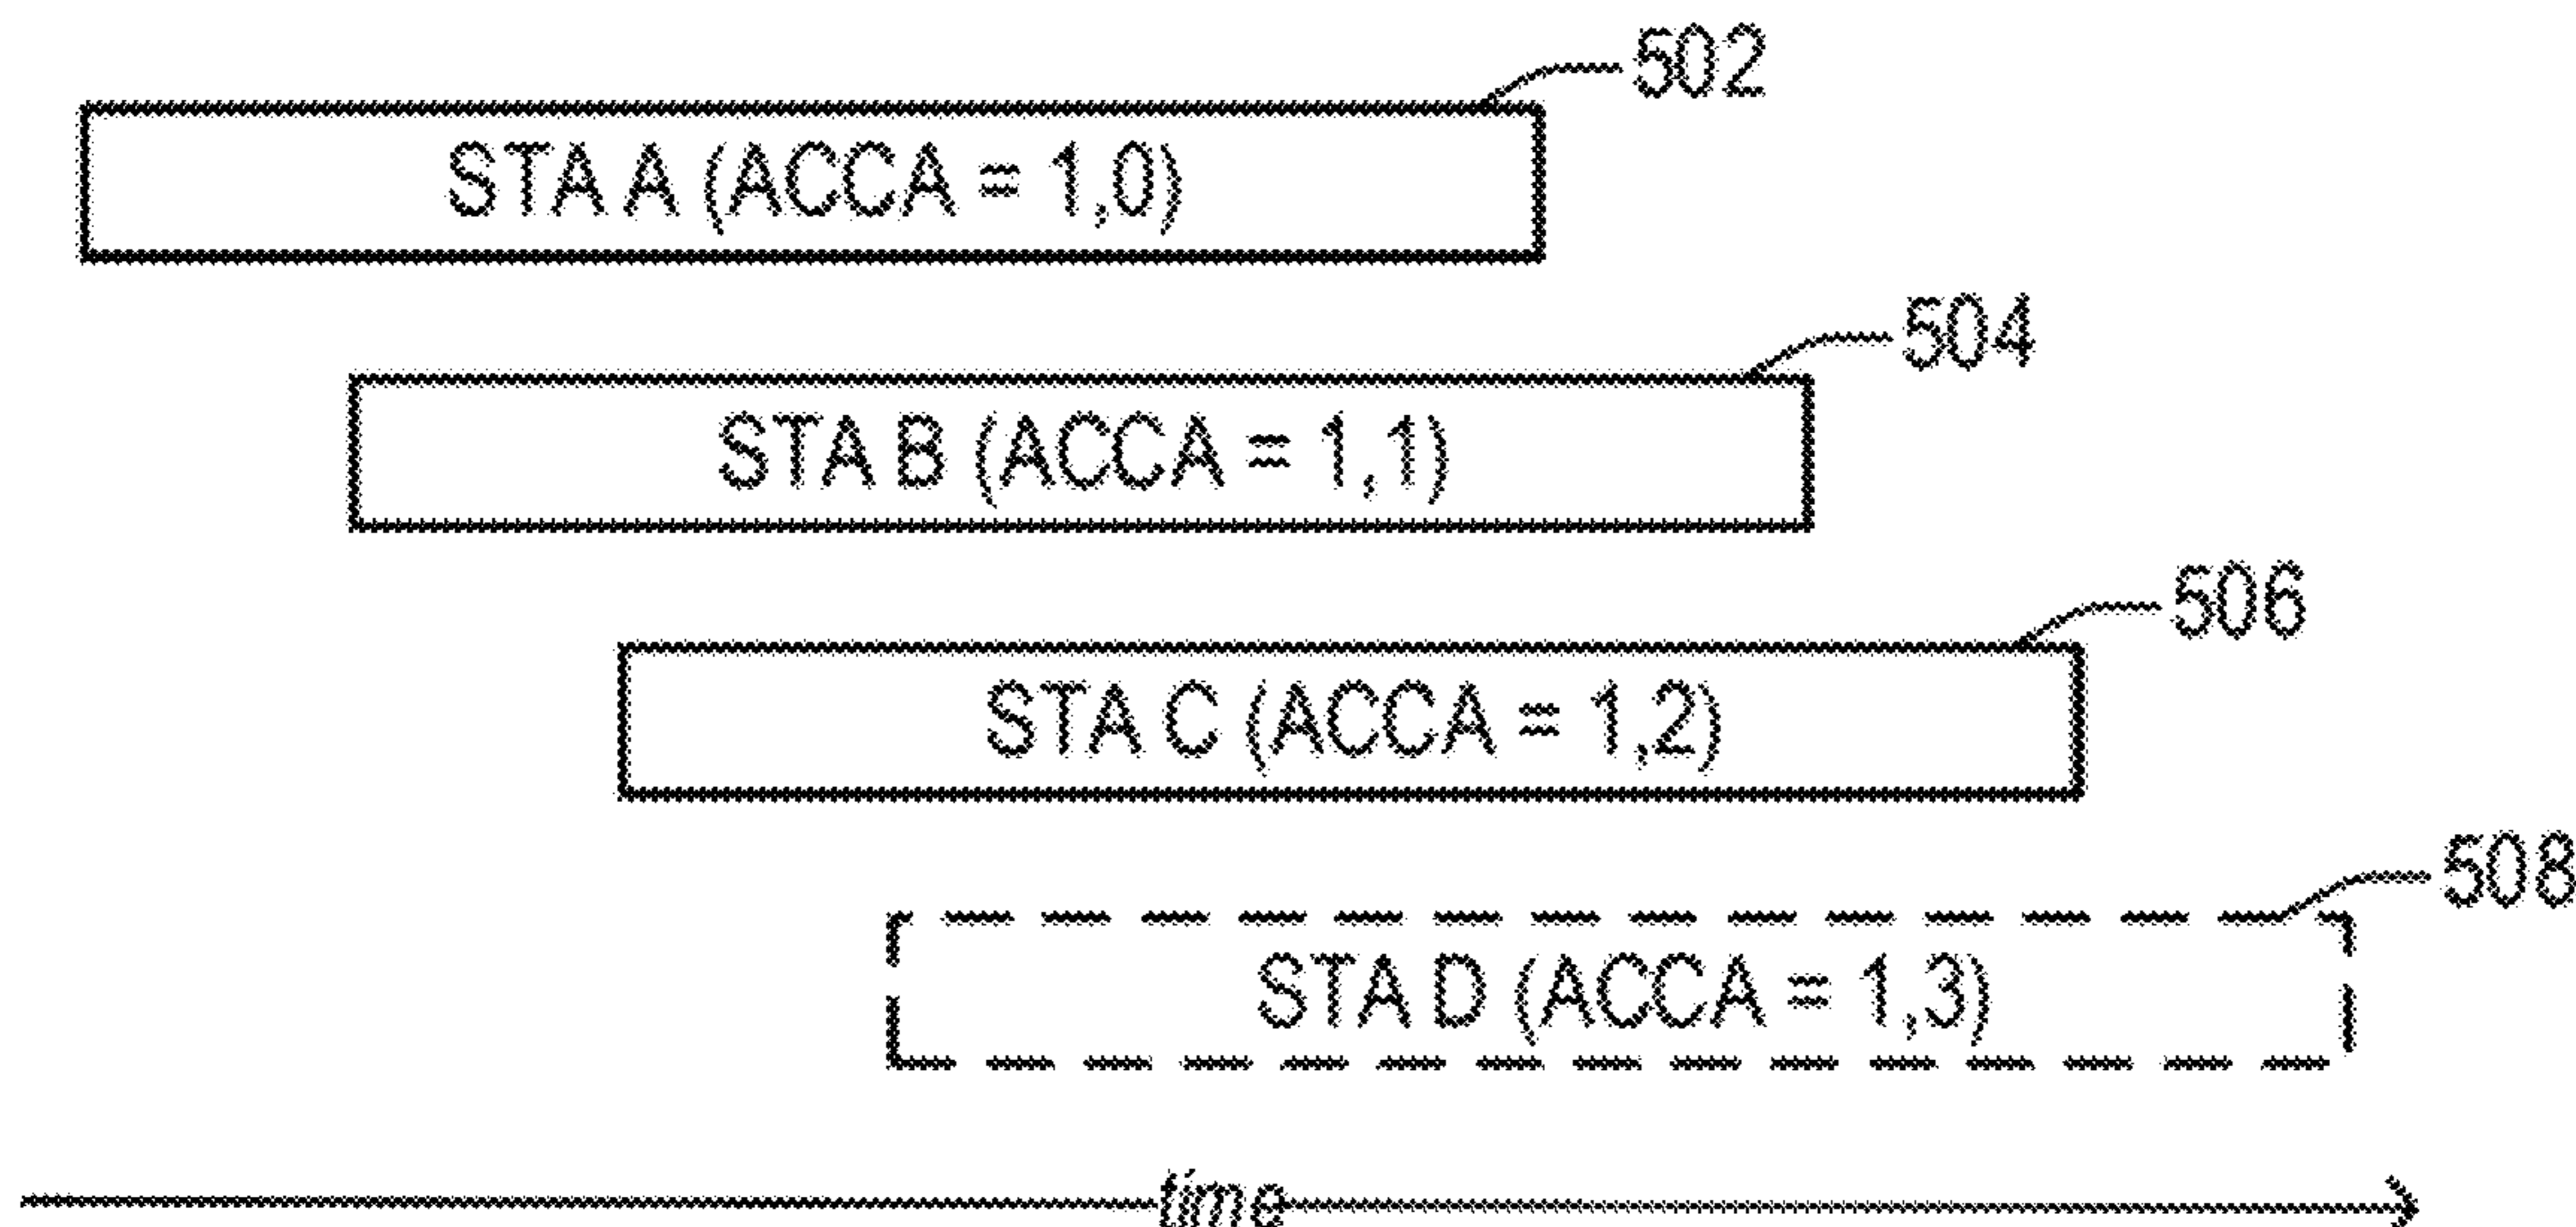 502
STA A (ACCA = 1,0)
504
STA B (ACCA = 1,1)
506
STA C (ACCA = 1,2)
508
STA D (ACCA = 1,3)
time